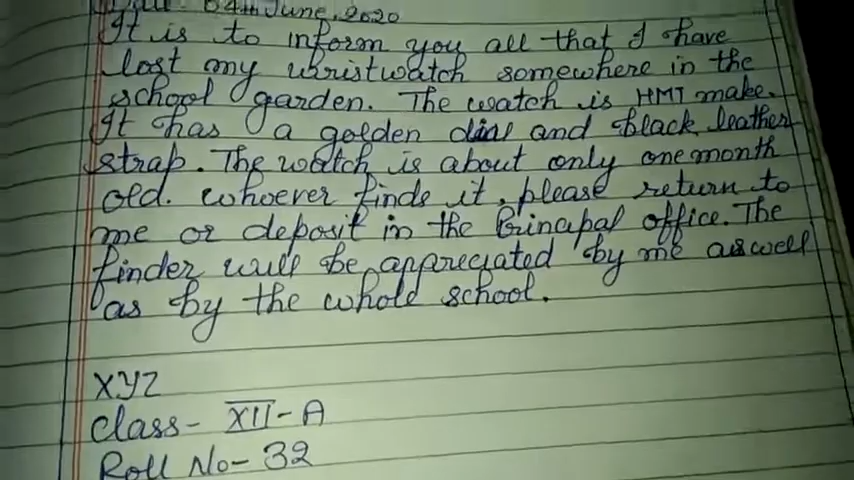 04th June, 2020
It is to inform you all that I have
lost my wristwatch somewhere in the
school garden. The watch is HMT make.
It has a golden dial and black leather
strap. The watch is about only one month
old. whoever finds it, please return to
me or deposit in the Principal office. The
finder will be appreciated by me as well
as by the whole school.
XYZ
Class- XII-A
Roll No- 32